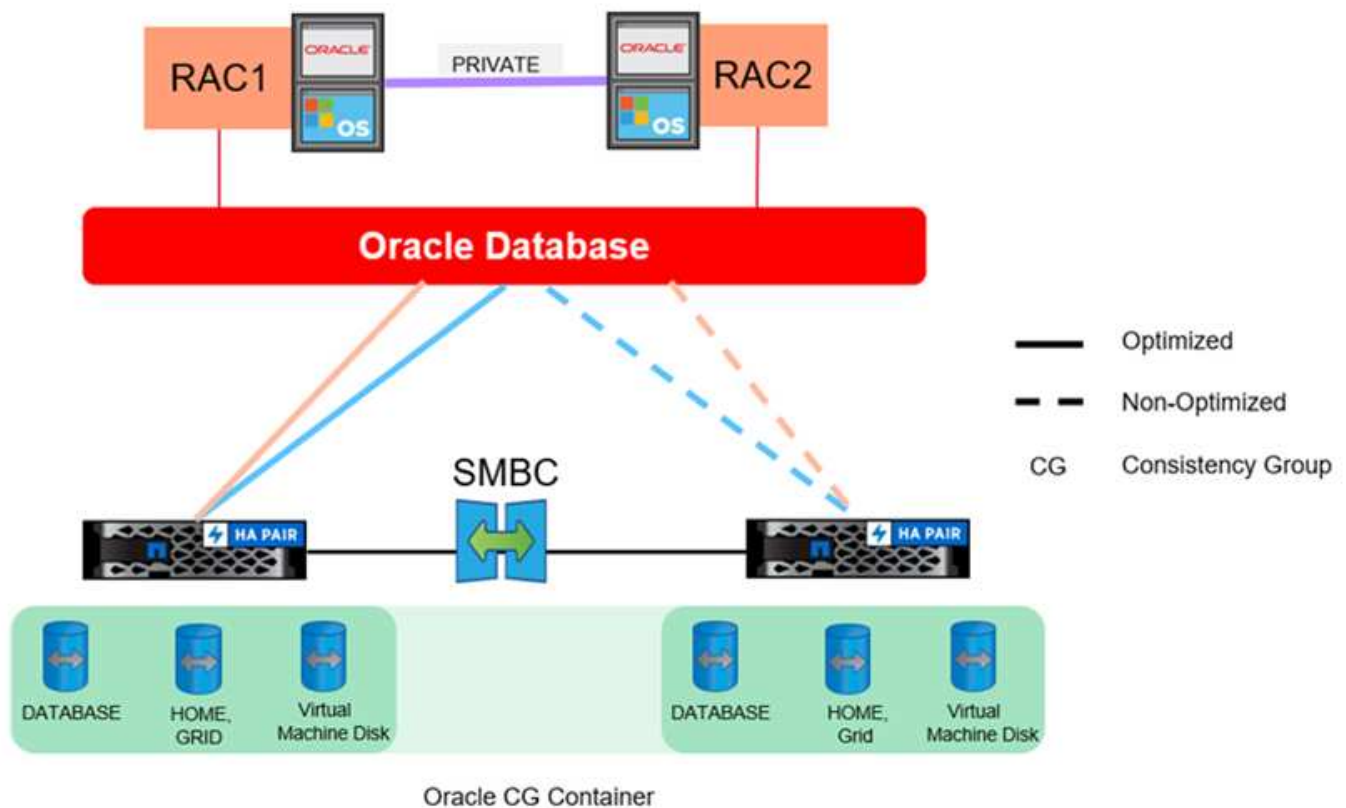 RAC1
ORACLE
OS
PRIVATE
ORACLE
OS
RAC2
Oracle Database
Optimized
Non-Optimized
CG Consistency Group
SMBC
HA PAIR
HA PAIR
DATABASE
HOME,
GRID
Virtual
Machine Disk
DATABASE
HOME,
Grid
Virtual
Machine Disk
Oracle CG Container